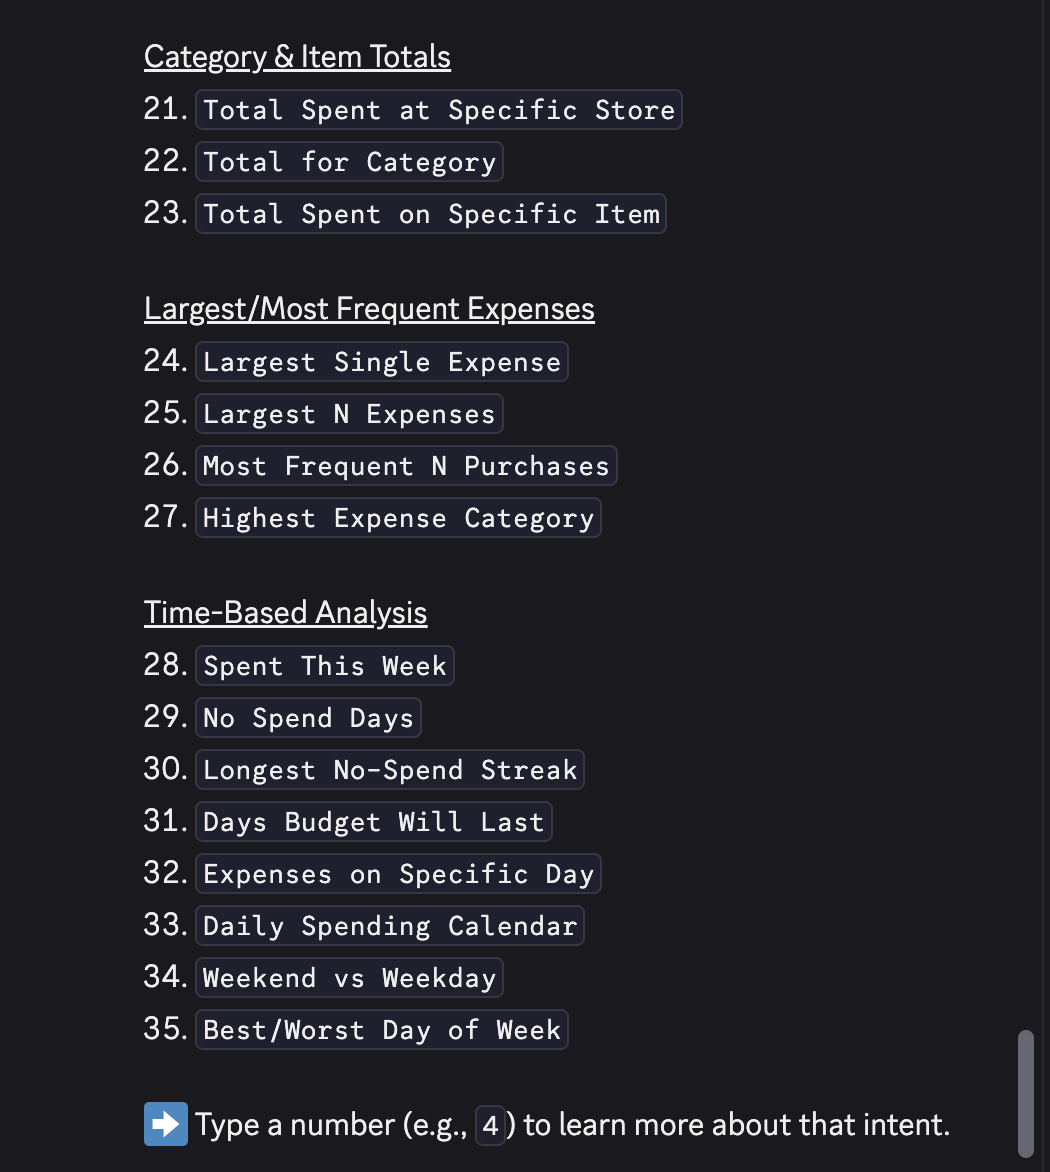 Category & Item Totals
21. Total Spent at Specific Store
22. Total for Category
23. Total Spent on Specific Item
Largest/Most Frequent Expenses
24. Largest Single Expense
25. Largest N Expenses
26. Most Frequent N Purchases
27. Highest Expense Category
Time-Based Analysis
28. Spent This Week
29. No Spend Days
30. Longest No-Spend Streak
31. Days Budget Will Last
32. Expenses on Specific Day
33. Daily Spending Calendar
34. Weekend vs Weekday
35. Best/Worst Day of Week
➡️ Type a number (e.g., 4) to learn more about that intent.